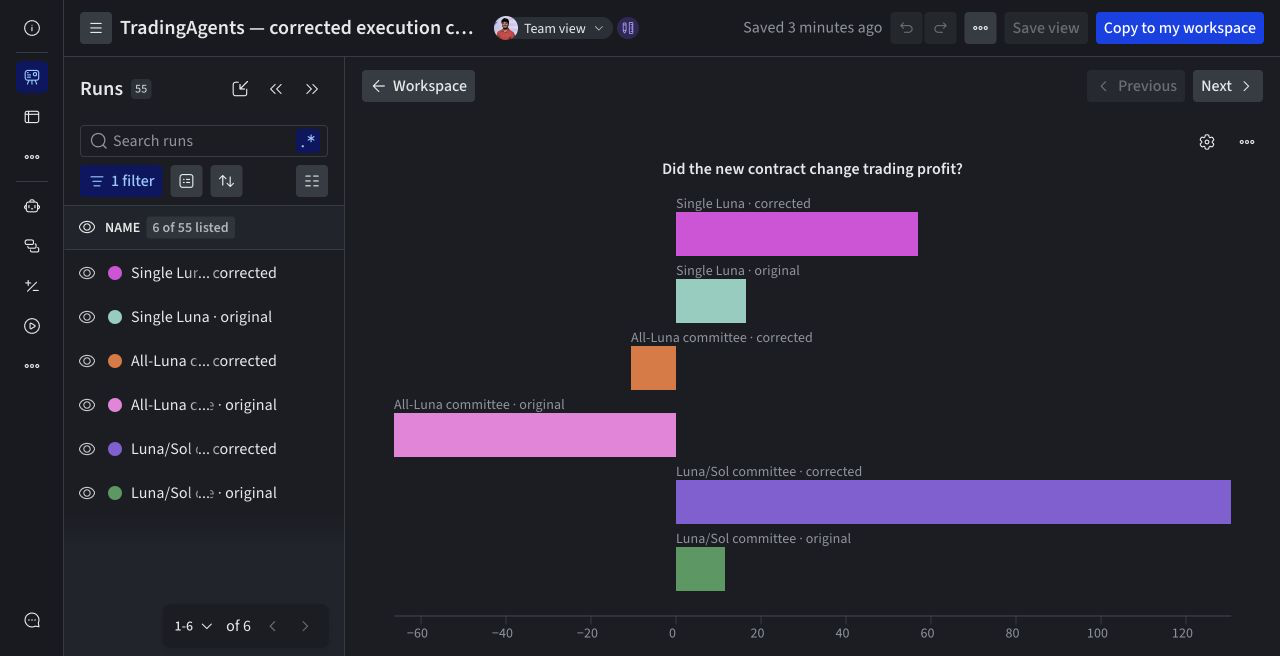 TradingAgents — corrected execution c...
Team view
Saved 3 minutes ago
Save view
Copy to my workspace
Runs 55
Workspace
Previous
Next
Search runs
.*
1 filter
NAME 6 of 55 listed
Single Lur... corrected
Single Luna · original
All-Luna c... corrected
All-Luna c... · original
Luna/Sol ... corrected
Luna/Sol ... · original
1-6 of 6
Did the new contract change trading profit?
Single Luna · corrected
Single Luna · original
All-Luna committee · corrected
All-Luna committee · original
Luna/Sol committee · corrected
Luna/Sol committee · original
−60 −40 −20 0 20 40 60 80 100 120